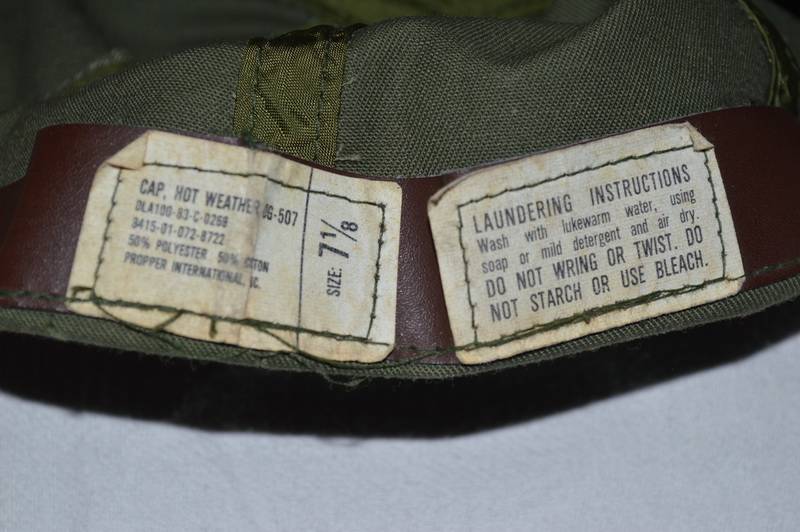 CAP, HOT WEATHER OG-507
DLA100-83-C-0268
8415-01-072-8722
50% POLYESTER 50% COTTON
PROPPER INTERNATIONAL, INC.
SIZE: 7 1/8
LAUNDERING INSTRUCTIONS
Wash with lukewarm water, using
soap or mild detergent and air dry.
DO NOT WRING OR TWIST. DO
NOT STARCH OR USE BLEACH.